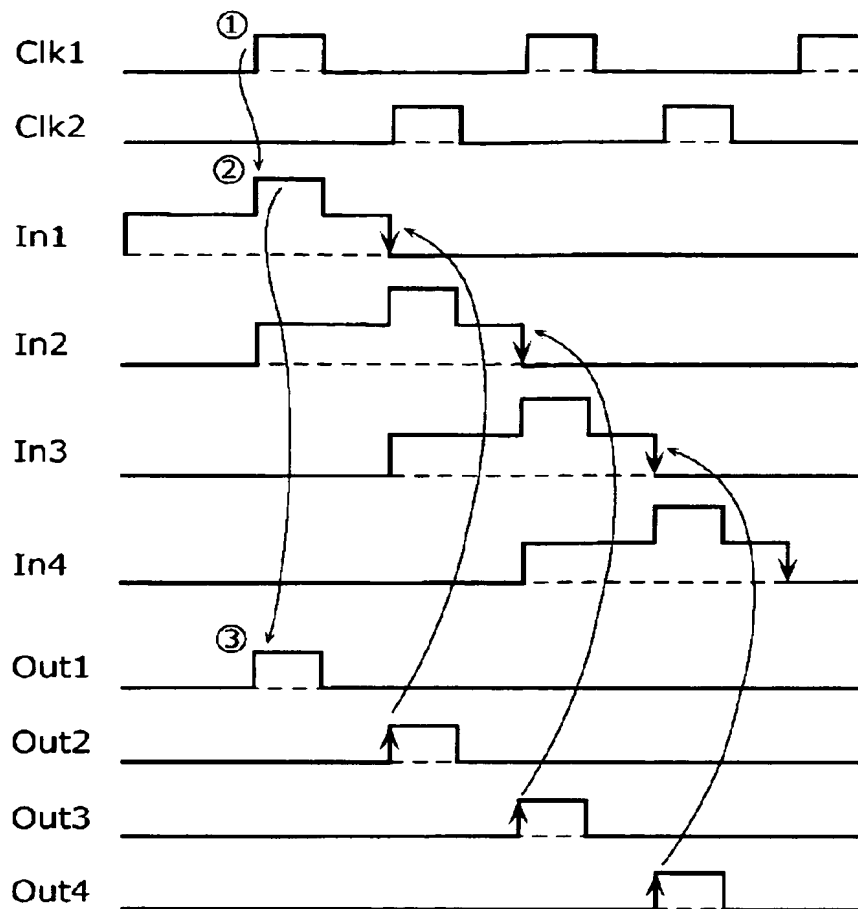 ①
Clk1
Clk2
②
In1
In2
In3
In4
③
Out1
Out2
Out3
Out4